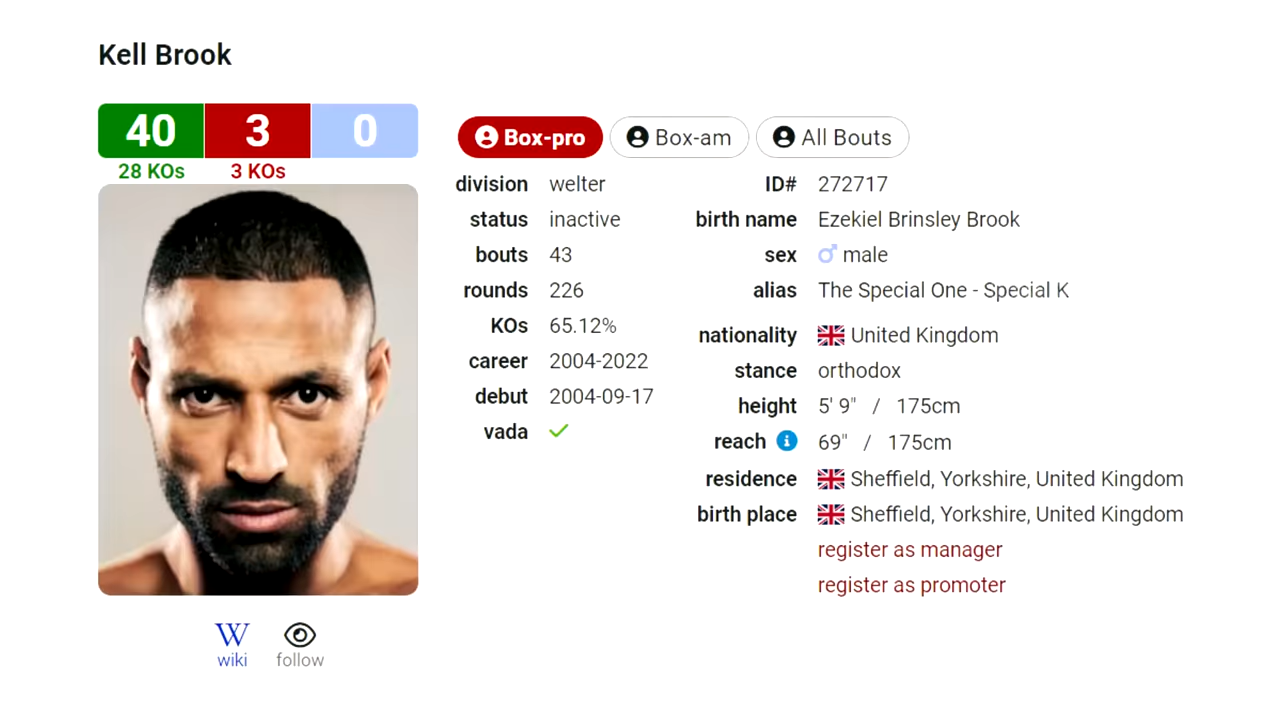 Kell Brook
40 3 0
28 KOs 3 KOs
Box-pro Box-am All Bouts
division welter ID# 272717
status inactive birth name Ezekiel Brinsley Brook
bouts 43 sex male
rounds 226 alias The Special One - Special K
KOs 65.12% nationality United Kingdom
career 2004-2022 stance orthodox
debut 2004-09-17 height 5' 9" / 175cm
vada reach 69" / 175cm
residence Sheffield, Yorkshire, United Kingdom
birth place Sheffield, Yorkshire, United Kingdom
register as manager
register as promoter
W
wiki follow